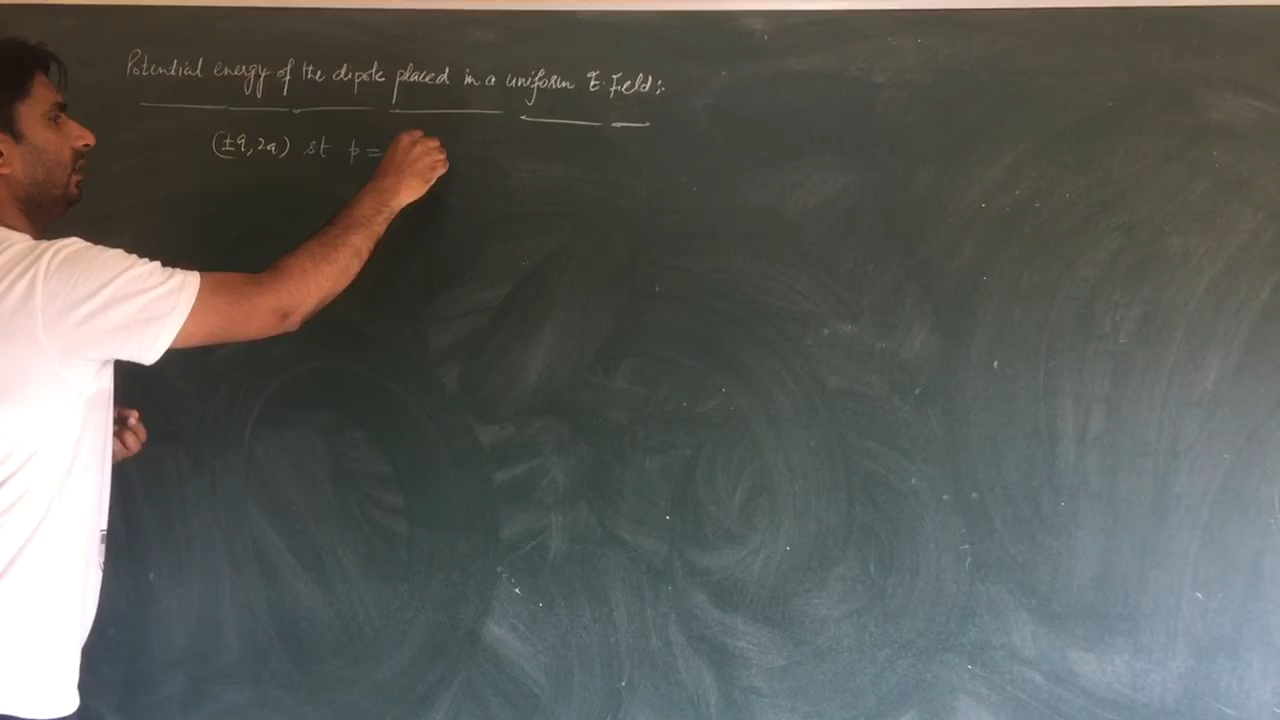 Potential energy of the dipole placed in a uniform E. Field:-
(±q, 2a) st p =